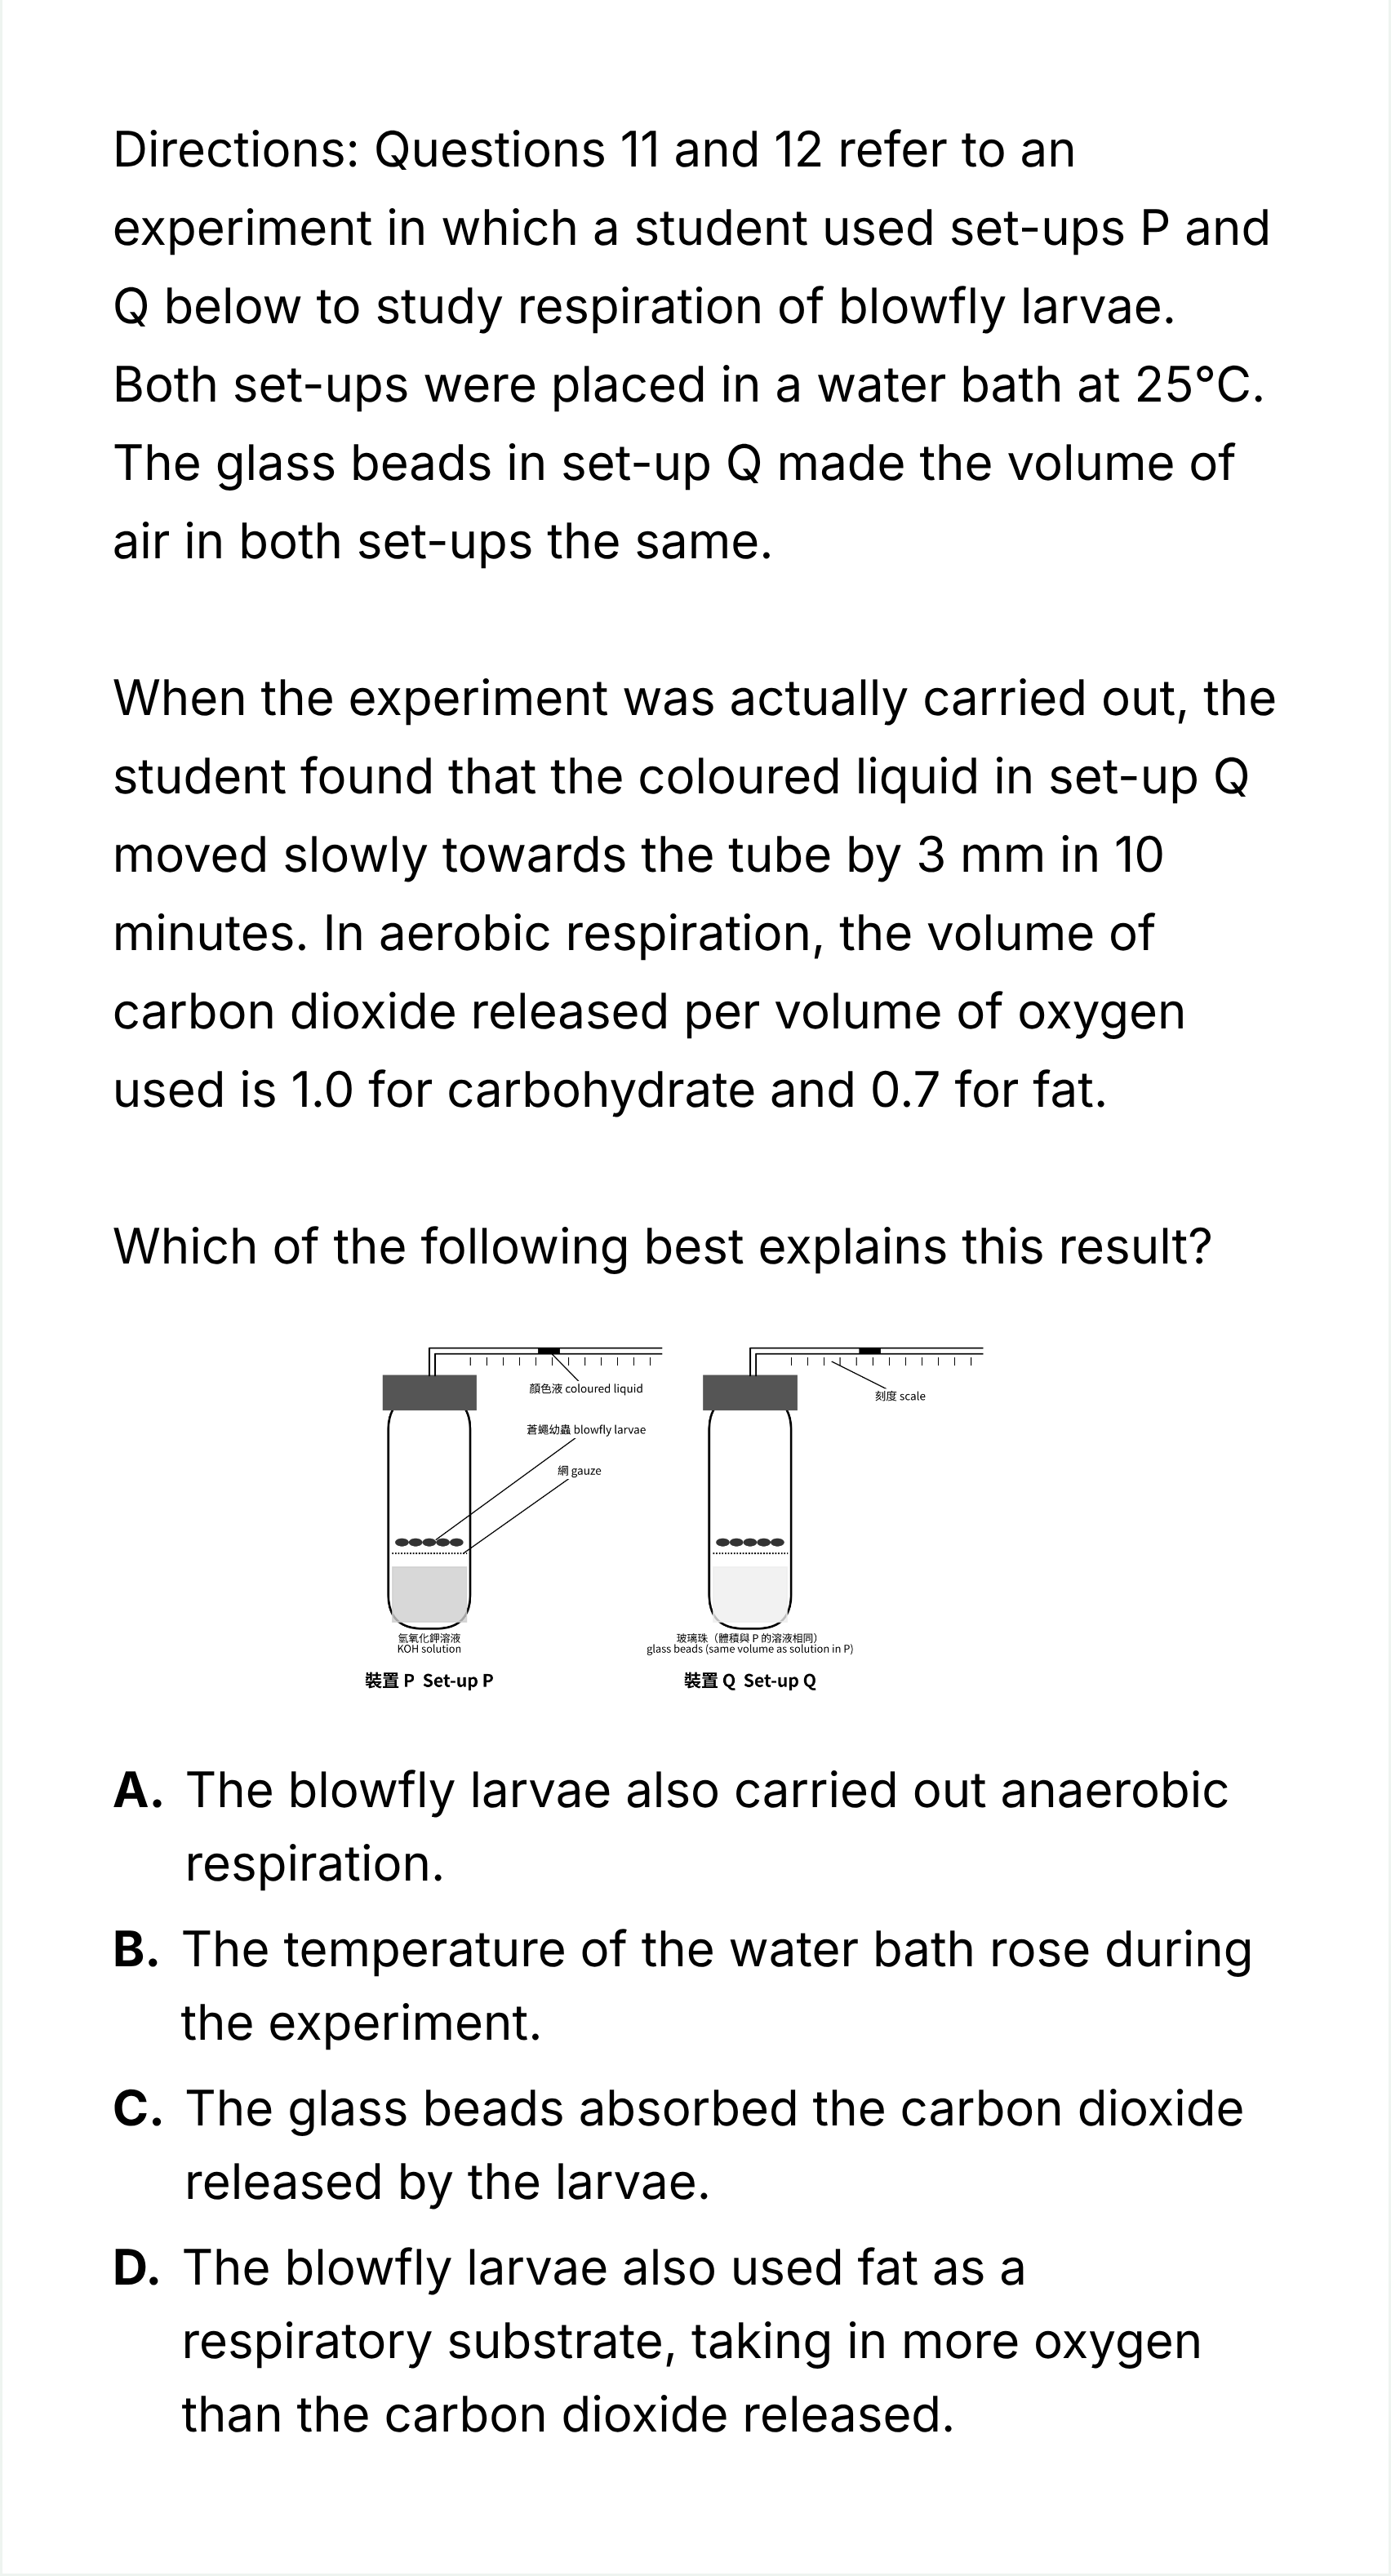 Directions: Questions 11 and 12 refer to an
experiment in which a student used set-ups P and
Q below to study respiration of blowfly larvae.
Both set-ups were placed in a water bath at 25°C.
The glass beads in set-up Q made the volume of
air in both set-ups the same.
When the experiment was actually carried out, the
student found that the coloured liquid in set-up Q
moved slowly towards the tube by 3 mm in 10
minutes. In aerobic respiration, the volume of
carbon dioxide released per volume of oxygen
used is 1.0 for carbohydrate and 0.7 for fat.
Which of the following best explains this result?
顏色液 coloured liquid
刻度 scale
蒼蠅幼蟲 blowfly larvae
網 gauze
氫氧化鉀溶液
KOH solution
玻璃珠（體積與 P 的溶液相同）
glass beads (same volume as solution in P)
裝置 P Set-up P
裝置 Q Set-up Q
A. The blowfly larvae also carried out anaerobic
respiration.
B. The temperature of the water bath rose during
the experiment.
C. The glass beads absorbed the carbon dioxide
released by the larvae.
D. The blowfly larvae also used fat as a
respiratory substrate, taking in more oxygen
than the carbon dioxide released.